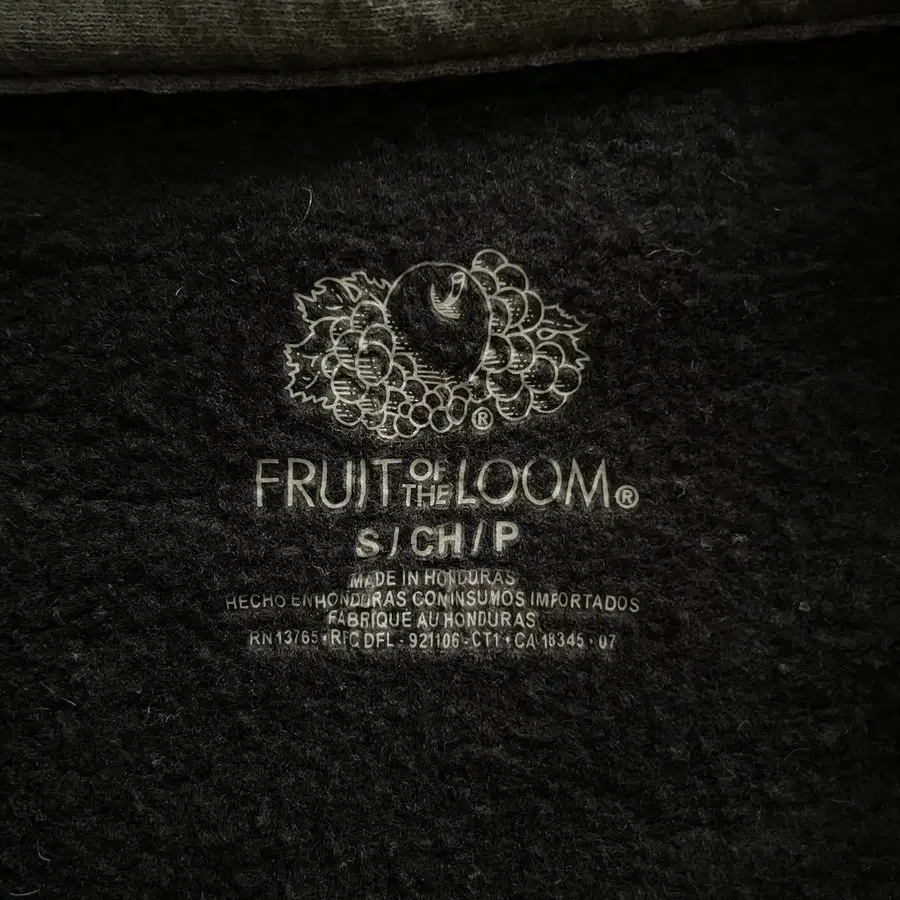 ®
FRUIT OF THE LOOM®
S / CH / P
MADE IN HONDURAS
HECHO EN HONDURAS CON INSUMOS IMPORTADOS
FABRIQUÉ AU HONDURAS
RN 13765 • RFC DFL - 921106 - CT1 • CA 18345 • 07